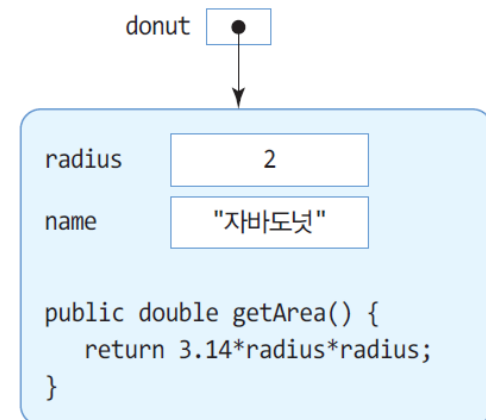 donut
radius 2
name "자바도넛"
public double getArea() {
return 3.14*radius*radius;
}